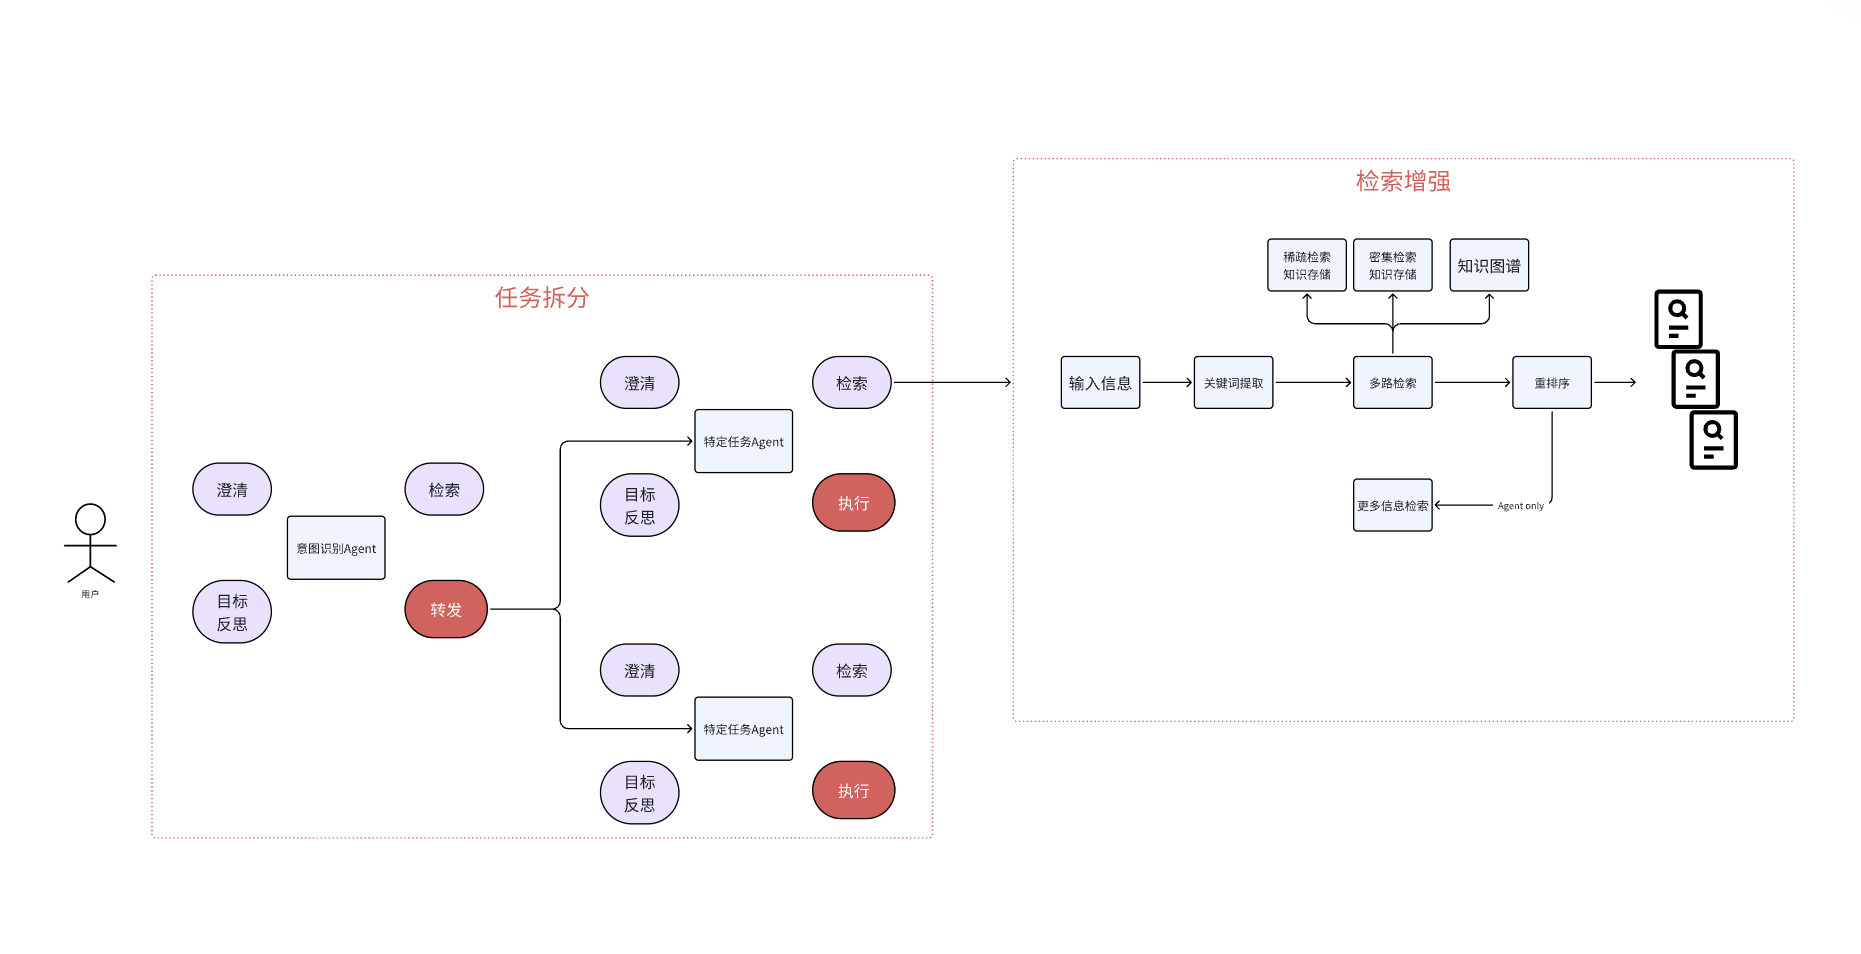 任务拆分
用户
澄清
检索
意图识别Agent
目标
反思
转发
澄清
检索
特定任务Agent
目标
反思
执行
澄清
检索
特定任务Agent
目标
反思
执行
检索增强
稀疏检索
知识存储
密集检索
知识存储
知识图谱
输入信息
关键词提取
多路检索
重排序
更多信息检索
Agent only